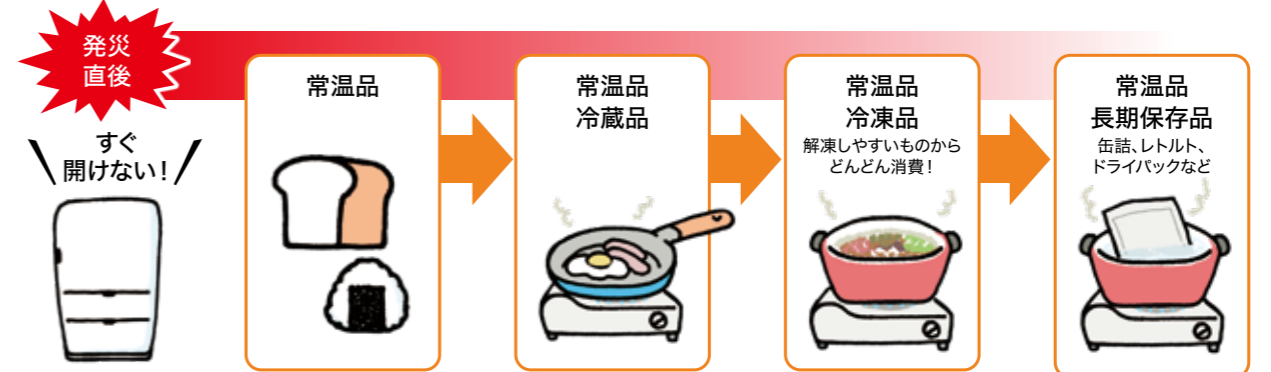 発災
直後
すぐ
開けない！
常温品
常温品
冷蔵品
常温品
冷凍品
解凍しやすいものから
どんどん消費！
常温品
長期保存品
缶詰、レトルト、
ドライパックなど